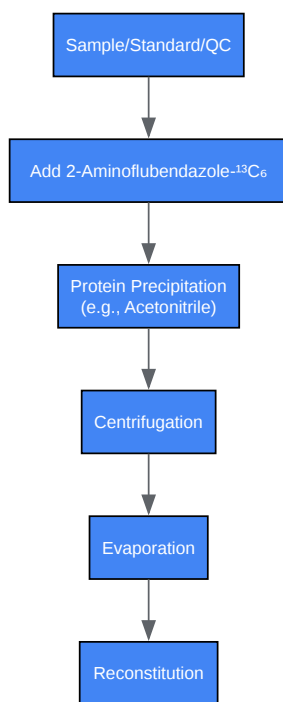 Sample/Standard/QC
Add 2-Aminoflubendazole-¹³C₆
Protein Precipitation
(e.g., Acetonitrile)
Centrifugation
Evaporation
Reconstitution